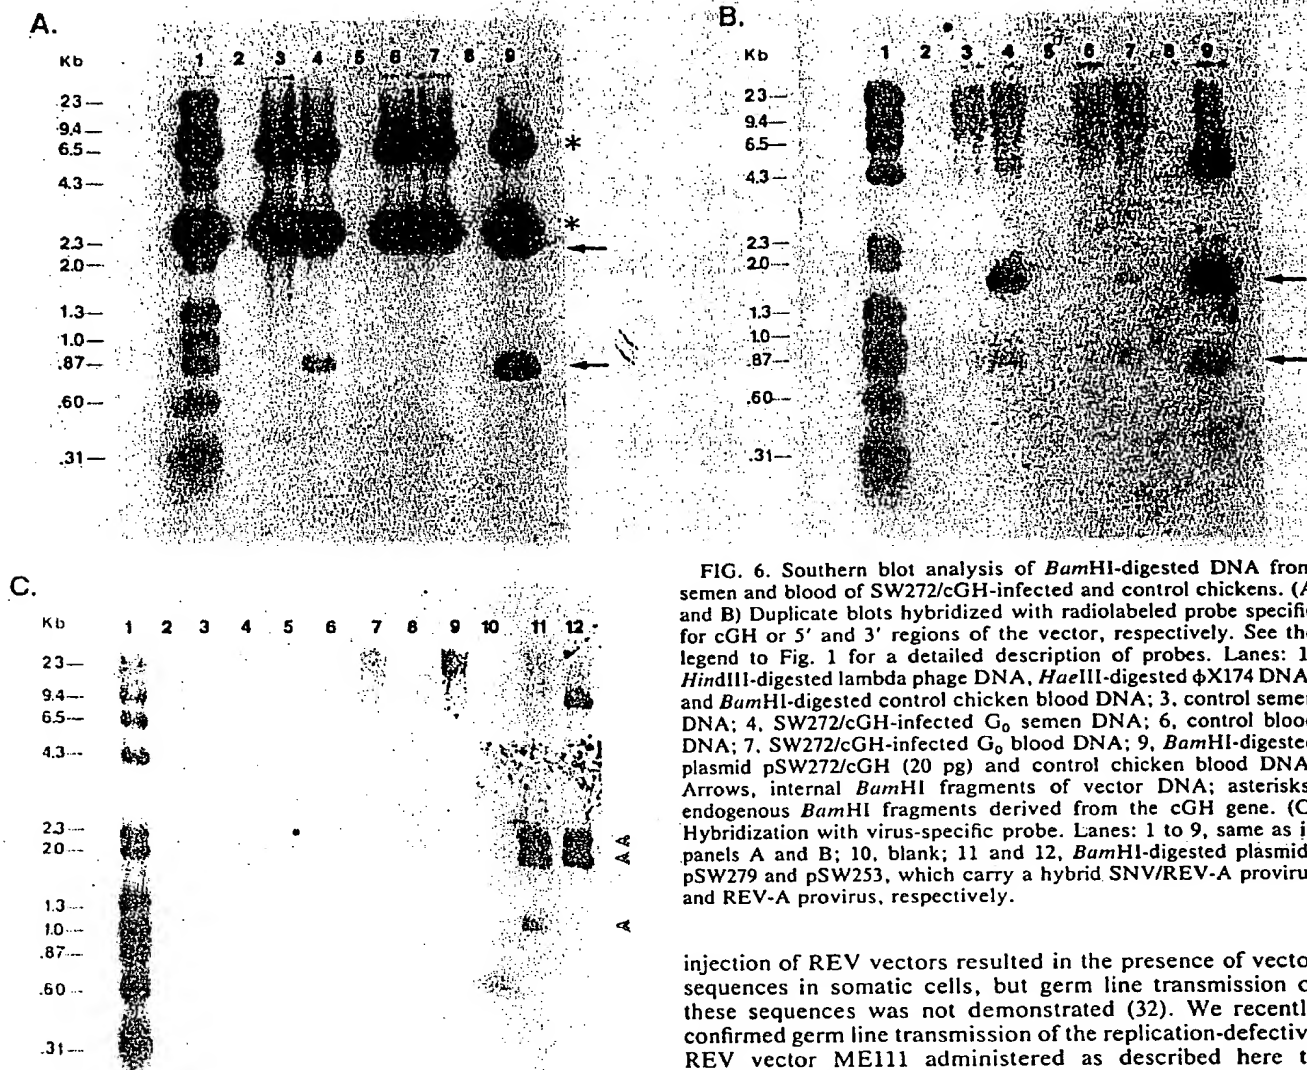 A.
Kb
1 2 3 4 5 6 7 8 9
23
9.4
6.5
*
4.3
*
2.3
2.0
1.3
1.0
.87
.60
.31
B.
Kb
1 2 3 4 5 6 7 8 9
23
9.4
6.5
4.3
2.3
2.0
1.3
1.0
.87
.60
.31
C.
Kb
1 2 3 4 5 6 7 8 9 10 11 12
23
9.4
6.5
4.3
2.3
2.0
1.3
1.0
.87
.60
.31
FIG. 6. Southern blot analysis of BamHI-digested DNA from
semen and blood of SW272/cGH-infected and control chickens. (A
and B) Duplicate blots hybridized with radiolabeled probe specific
for cGH or 5′ and 3′ regions of the vector, respectively. See the
legend to Fig. 1 for a detailed description of probes. Lanes: 1,
HindIII-digested lambda phage DNA, HaeIII-digested ϕX174 DNA,
and BamHI-digested control chicken blood DNA; 3, control semen
DNA; 4, SW272/cGH-infected G₀ semen DNA; 6, control blood
DNA; 7, SW272/cGH-infected G₀ blood DNA; 9, BamHI-digested
plasmid pSW272/cGH (20 pg) and control chicken blood DNA.
Arrows, internal BamHI fragments of vector DNA; asterisks,
endogenous BamHI fragments derived from the cGH gene. (C)
Hybridization with virus-specific probe. Lanes: 1 to 9, same as in
panels A and B; 10, blank; 11 and 12, BamHI-digested plasmids
pSW279 and pSW253, which carry a hybrid SNV/REV-A provirus
and REV-A provirus, respectively.
injection of REV vectors resulted in the presence of vector
sequences in somatic cells, but germ line transmission of
these sequences was not demonstrated (32). We recently
confirmed germ line transmission of the replication-defective
REV vector ME111 administered as described here to